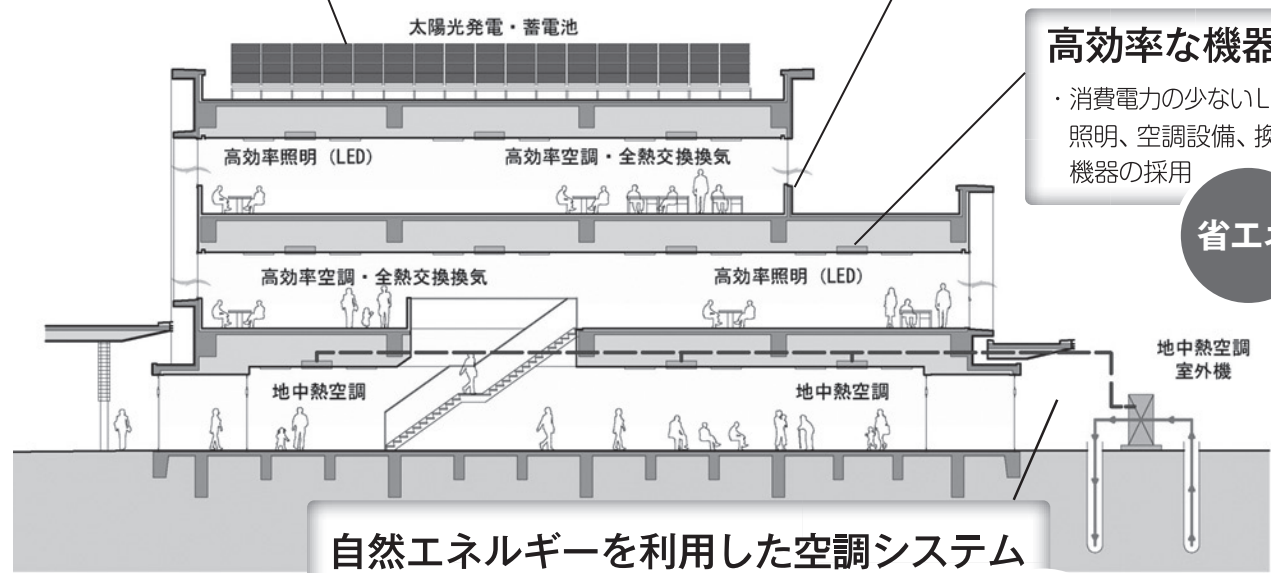 太陽光発電・蓄電池
高効率な機器
・消費電力の少ないL
照明、空調設備、換
機器の採用
省エネ
高効率照明（LED）
高効率空調・全熱交換換気
高効率空調・全熱交換換気
高効率照明（LED）
地中熱空調
室外機
地中熱空調
地中熱空調
自然エネルギーを利用した空調システム